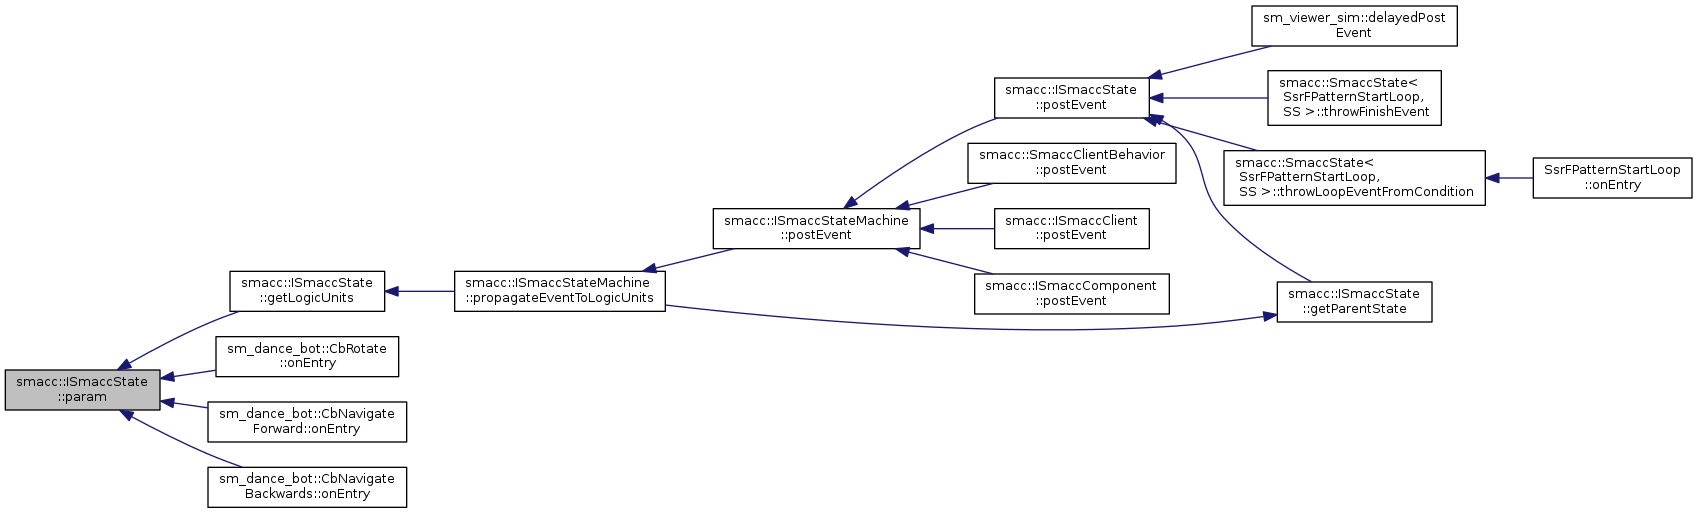 smacc::ISmaccState
::param
smacc::ISmaccState
::getLogicUnits
sm_dance_bot::CbRotate
::onEntry
sm_dance_bot::CbNavigate
Forward::onEntry
sm_dance_bot::CbNavigate
Backwards::onEntry
smacc::ISmaccStateMachine
::propagateEventToLogicUnits
smacc::ISmaccStateMachine
::postEvent
smacc::ISmaccState
::postEvent
smacc::SmaccClientBehavior
::postEvent
smacc::ISmaccClient
::postEvent
smacc::ISmaccComponent
::postEvent
sm_viewer_sim::delayedPost
Event
smacc::SmaccState<
SsrFPatternStartLoop,
SS >::throwFinishEvent
smacc::SmaccState<
SsrFPatternStartLoop,
SS >::throwLoopEventFromCondition
smacc::ISmaccState
::getParentState
SsrFPatternStartLoop
::onEntry